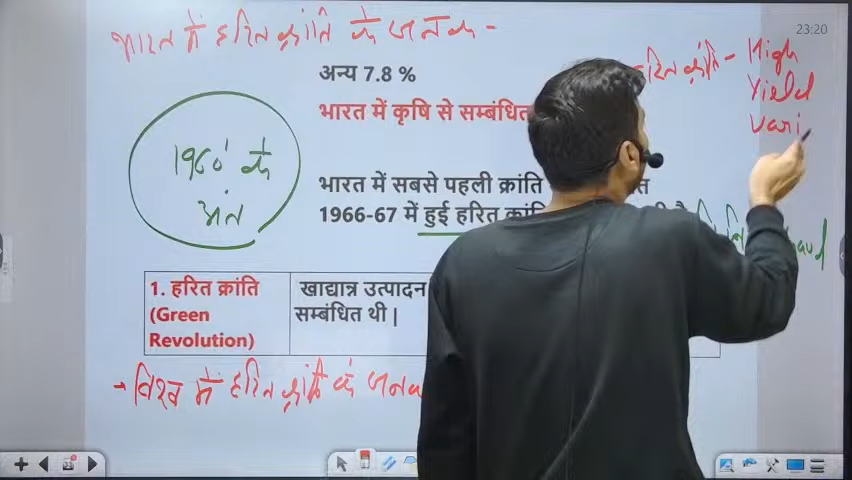 भारत में हरित क्रांति के जनक -
23:20
अन्य 7.8 %
हरित क्रांति - High
Yield
Vari
भारत में कृषि से सम्बंधित
1960 के
अंत
भारत में सबसे पहली क्रांति
1966-67 में हुई हरित क्रांति
1. हरित क्रांति
(Green
Revolution)
खाद्यान्न उत्पादन
सम्बंधित थी |
→ विश्व में हरित क्रांति के जनक